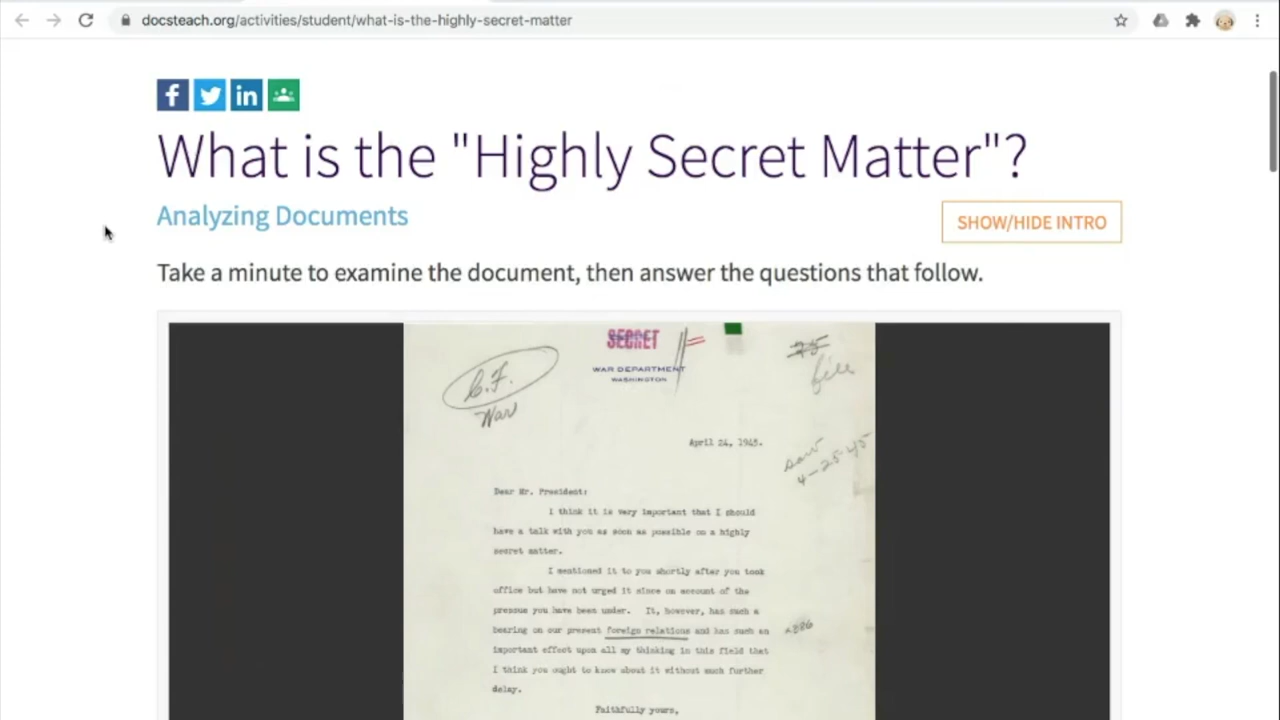 docsteach.org/activities/student/what-is-the-highly-secret-matter
What is the "Highly Secret Matter"?
Analyzing Documents
SHOW/HIDE INTRO
Take a minute to examine the document, then answer the questions that follow.
SECRET
WAR DEPARTMENT
WASHINGTON
25
file
C.F.
War
April 24, 1945.
saw
4-25-45
Dear Mr. President:
I think it is very important that I should
have a talk with you as soon as possible on a highly
secret matter.
I mentioned it to you shortly after you took
office but have not urged it since on account of the
pressure you have been under. It, however, has such a
bearing on our present foreign relations and has such an
important effect upon all my thinking in this field that
I think you ought to know about it without much further
delay.
Faithfully yours,